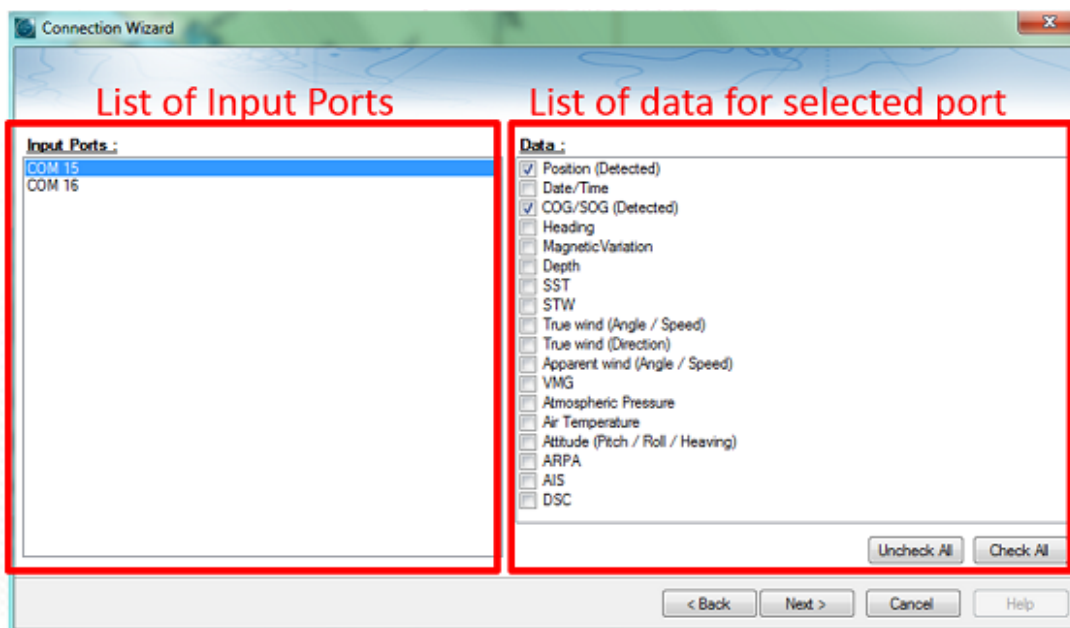 Connection Wizard
List of Input Ports
List of data for selected port
Input Ports :
COM 15
COM 16
Data :
Position (Detected)
Date/Time
COG/SOG (Detected)
Heading
MagneticVariation
Depth
SST
STW
True wind (Angle / Speed)
True wind (Direction)
Apparent wind (Angle / Speed)
VMG
Atmospheric Pressure
Air Temperature
Attitude (Pitch / Roll / Heaving)
ARPA
AIS
DSC
Uncheck All Check All
< Back Next > Cancel Help